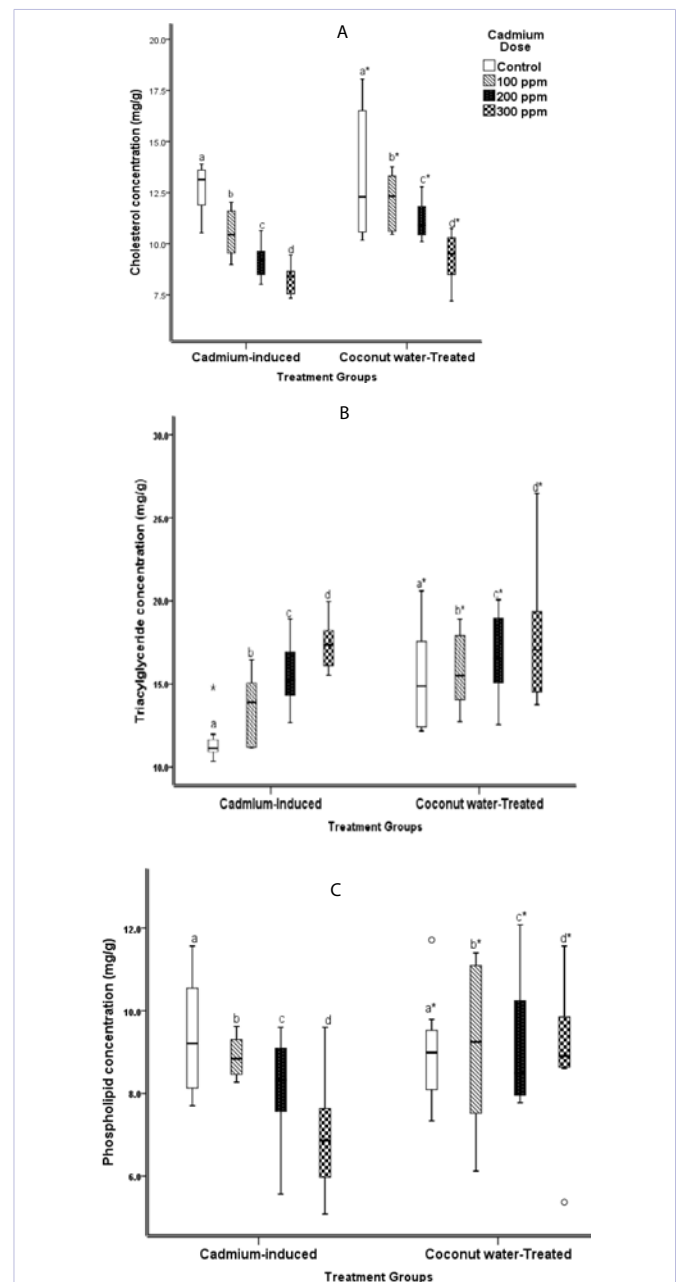 A
Cadmium
Dose
Control
100 ppm
200 ppm
300 ppm
Cholesterol concentration (mg/g)
20.0
17.5
15.0
12.5
10.0
7.5
a
b
c
d
a*
b*
c*
d*
Cadmium-induced
Coconut water-Treated
Treatment Groups
B
Triacylglyceride concentration (mg/g)
30.0
25.0
20.0
15.0
10.0
*
a
b
c
d
a*
b*
c*
d*
Cadmium-induced
Coconut water-Treated
Treatment Groups
C
Phospholipid concentration (mg/g)
12.0
10.0
8.0
6.0
a
b
c
d
a*
b*
c*
d*
Cadmium-induced
Coconut water-Treated
Treatment Groups